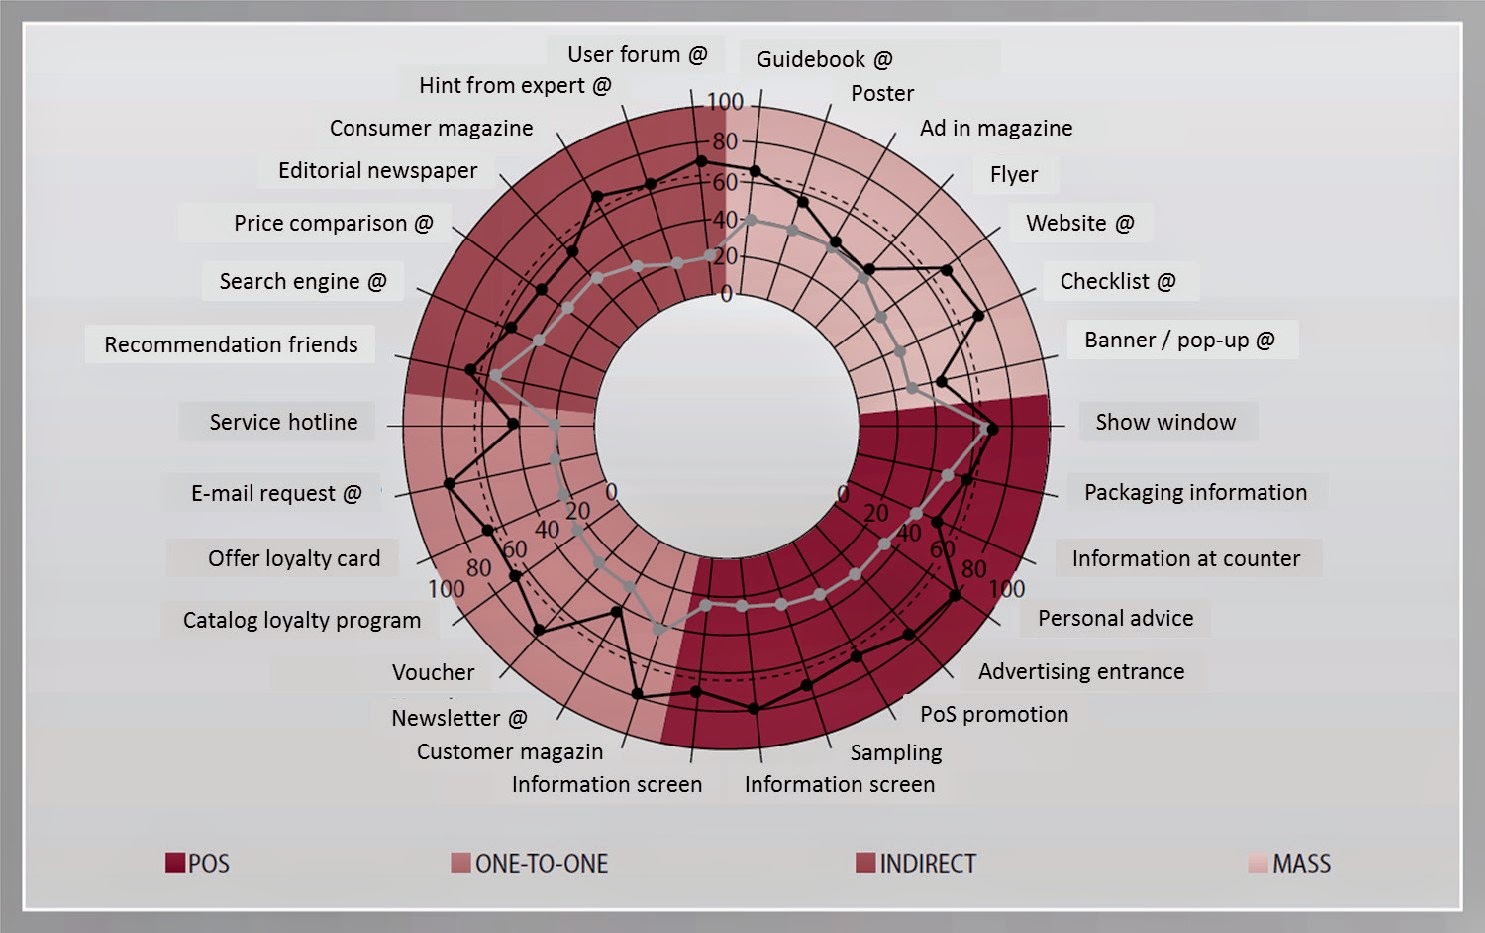 User forum @
Guidebook @
Hint from expert @
Poster
Consumer magazine
Ad in magazine
Editorial newspaper
Flyer
Price comparison @
Website @
Search engine @
Checklist @
Recommendation friends
Banner / pop-up @
Service hotline
Show window
E-mail request @
Packaging information
Offer loyalty card
Information at counter
Catalog loyalty program
Personal advice
Voucher
Advertising entrance
Newsletter @
PoS promotion
Customer magazin
Sampling
Information screen
Information screen
100
80
60
40
20
0
0
20
40
60
80
100
0
20
40
60
80
100
POS
ONE-TO-ONE
INDIRECT
MASS